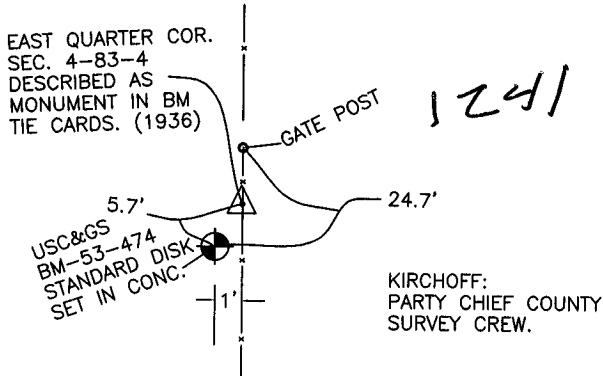 EAST QUARTER COR.
SEC. 4-83-4
DESCRIBED AS
MONUMENT IN BM
TIE CARDS. (1936)
GATE POST
1241
5.7'
24.7'
USC&GS
BM-53-474
STANDARD DISK
SET IN CONC.
1'
KIRCHOFF:
PARTY CHIEF COUNTY
SURVEY CREW.